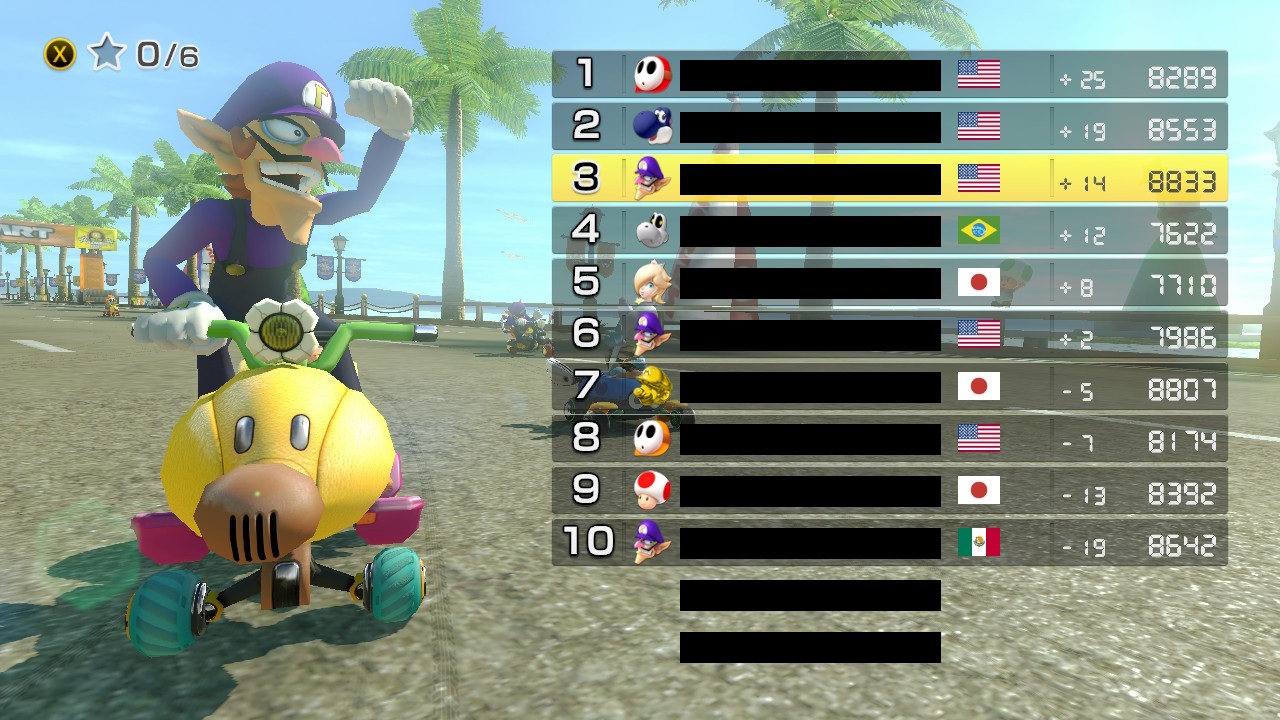 X 0/6
1 + 25 8289
2 + 19 8553
3 + 14 8833
4 + 12 7622
5 + 8 7710
6 + 2 7986
7 - 5 8807
8 - 7 8174
9 - 13 8392
10 - 19 8642